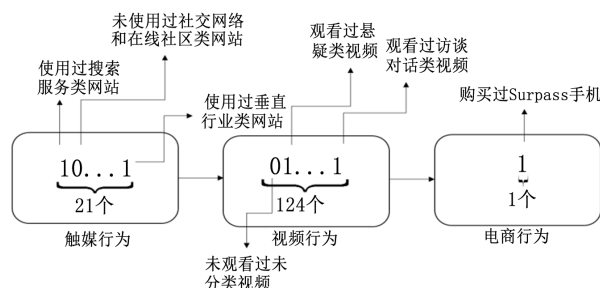 未使用过社交网络
和在线社区类网站
使用过搜索
服务类网站
使用过垂直
行业类网站
观看过悬
疑类视频
观看过访谈
对话类视频
购买过Surpass手机
10...1
21个
触媒行为
01...1
124个
视频行为
1
1个
电商行为
未观看过未
分类视频